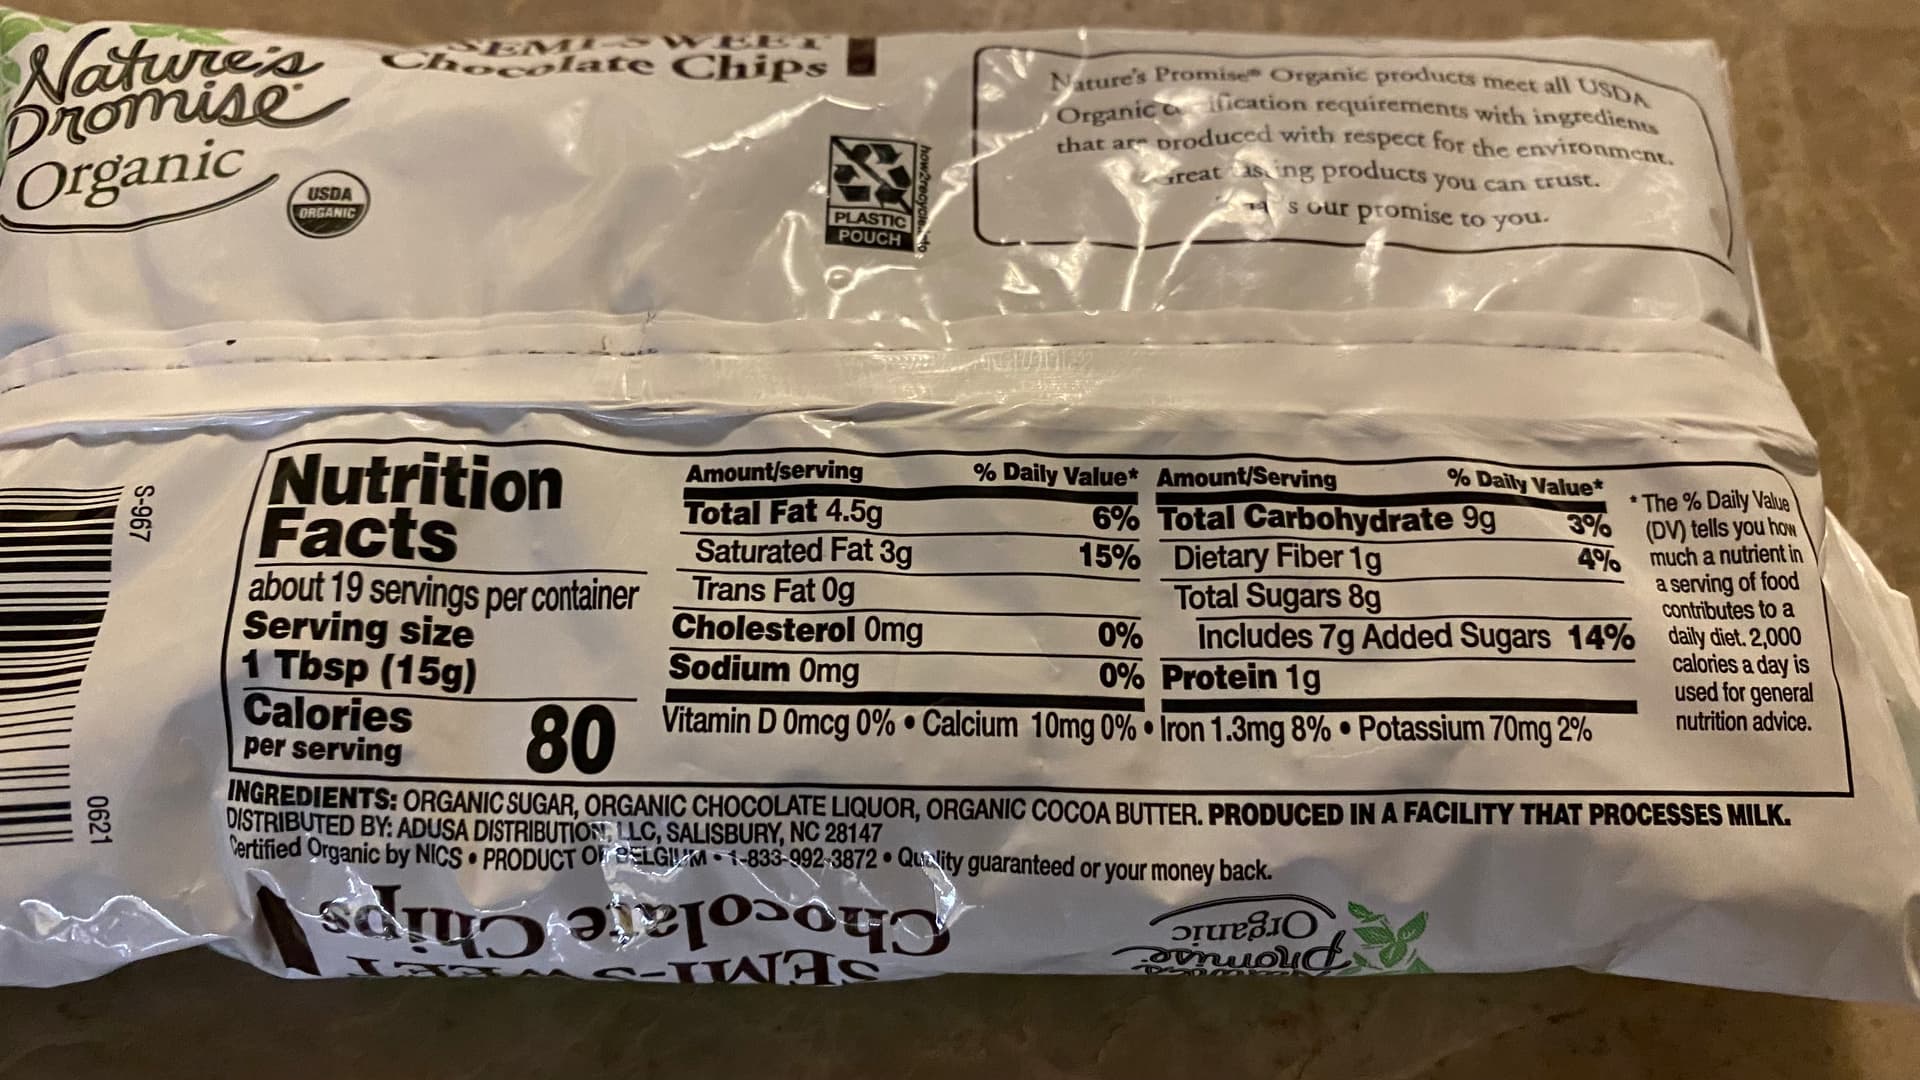 Nature's
Promise
Organic
USDA
ORGANIC
SEMI-SWEET
Chocolate Chips
PLASTIC
POUCH
how2recycle.info
Nature's Promise® Organic products meet all USDA
Organic requirements with ingredients
that are produced with respect for the environment.
products you can trust.
our promise to you.
S-967
0621
Nutrition
Facts
about 19 servings per container
Serving size
1 Tbsp (15g)
Calories
per serving
80
Amount/serving % Daily Value*
Total Fat 4.5g 6%
Saturated Fat 3g 15%
Trans Fat 0g
Cholesterol 0mg 0%
Sodium 0mg 0%
Amount/Serving % Daily Value*
Total Carbohydrate 9g 3%
Dietary Fiber 1g 4%
Total Sugars 8g
Includes 7g Added Sugars 14%
Protein 1g
Vitamin D 0mcg 0% • Calcium 10mg 0% • Iron 1.3mg 8% • Potassium 70mg 2%
* The % Daily Value
(DV) tells you how
much a nutrient in
a serving of food
contributes to a
daily diet. 2,000
calories a day is
used for general
nutrition advice.
INGREDIENTS: ORGANIC SUGAR, ORGANIC CHOCOLATE LIQUOR, ORGANIC COCOA BUTTER. PRODUCED IN A FACILITY THAT PROCESSES MILK.
DISTRIBUTED BY: ADUSA DISTRIBUTION, LLC, SALISBURY, NC 28147
Certified Organic by NICS • PRODUCT OF BELGIUM • 1-833-992-3872 • Quality guaranteed or your money back.
SEMI-SWEET
Chocolate Chips
Promise
Organic